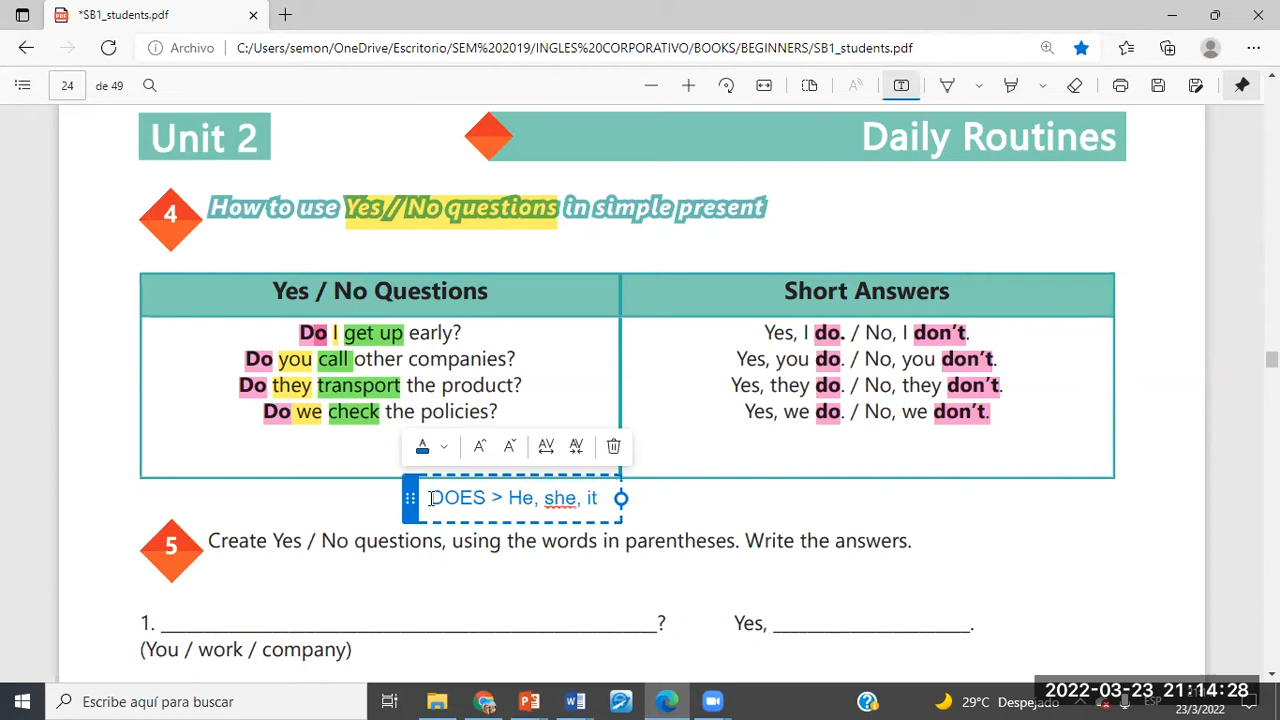 *SB1_students.pdf
Archivo C:/Users/semon/OneDrive/Escritorio/SEM%202019/INGLES%20CORPORATIVO/BOOKS/BEGINNERS/SB1_students.pdf
24 de 49
Unit 2
Daily Routines
4 How to use Yes / No questions in simple present
Yes / No Questions
Short Answers
Do I get up early?
Yes, I do. / No, I don't.
Do you call other companies?
Yes, you do. / No, you don't.
Do they transport the product?
Yes, they do. / No, they don't.
Do we check the policies?
Yes, we do. / No, we don't.
DOES > He, she, it
5 Create Yes / No questions, using the words in parentheses. Write the answers.
1. ______________________________________________? Yes, __________________.
(You / work / company)
Escribe aquí para buscar
29°C Despejado
ESP
2022-03-23 21:14:28
23/3/2022